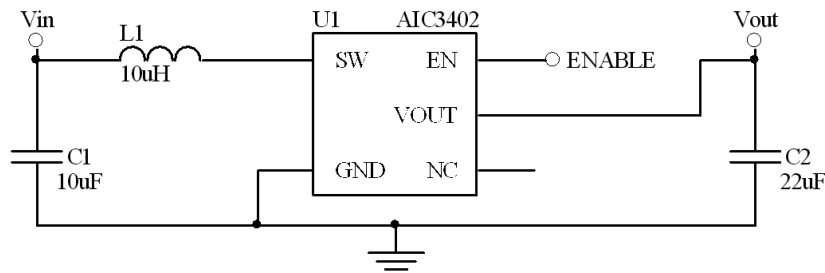 Vin
L1
10uH
U1
AIC3402
Vout
SW
EN
ENABLE
VOUT
C1
10uF
GND
NC
C2
22uF